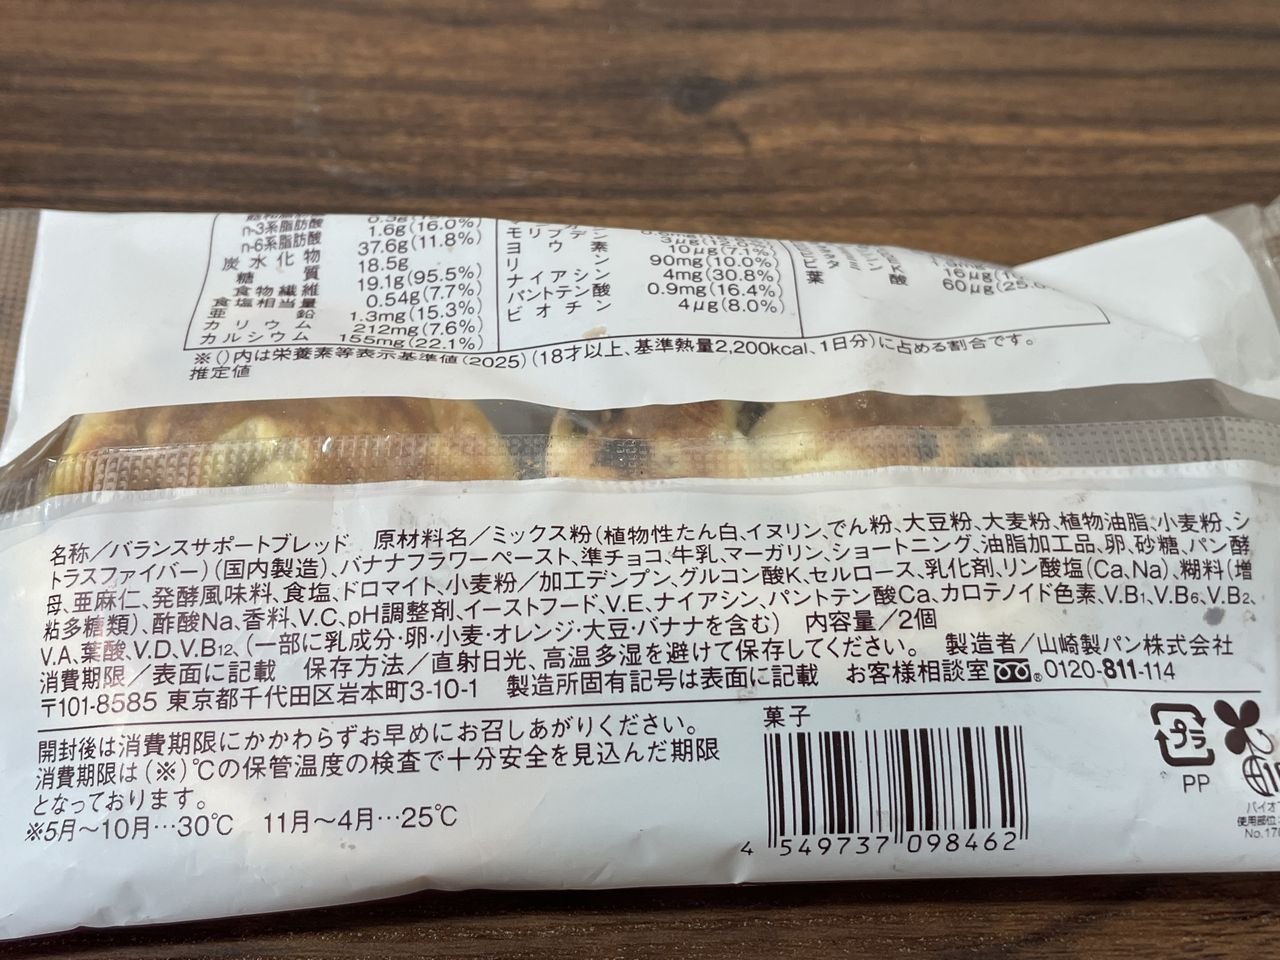 n-3系脂肪酸
n-6系脂肪酸 1.6g(16.0%)
炭水化物 37.6g(11.8%)
糖質 18.5g
食物繊維 19.1g(95.5%)
食塩相当量 0.54g(7.7%)
亜鉛 1.3mg(15.3%)
カリウム 212mg(7.6%)
カルシウム 155mg(22.1%)
モリブデン 3μg(12.0%)
ヨウ素 10μg(7.1%)
リン 90mg(10.0%)
ナイアシン 4mg(30.8%)
パントテン酸 0.9mg(16.4%)
ビオチン 4μg(8.0%)
16μg
葉酸 60μg
※()内は栄養素等表示基準値(2025)(18才以上、基準熱量2,200kcal、1日分)に占める割合です。
推定値
名称/バランスサポートブレッド 原材料名/ミックス粉(植物性たん白、イヌリン、でん粉、大豆粉、大麦粉、植物油脂、小麦粉、シ
トラスファイバー)(国内製造)、バナナフラワーペースト、準チョコ、牛乳、マーガリン、ショートニング、油脂加工品、卵、砂糖、パン酵
母、亜麻仁、発酵風味料、食塩、ドロマイト、小麦粉/加工デンプン、グルコン酸K、セルロース、乳化剤、リン酸塩(Ca、Na)、糊料(増
粘多糖類)、酢酸Na、香料、V.C、pH調整剤、イーストフード、V.E、ナイアシン、パントテン酸Ca、カロテノイド色素、V.B1、V.B6、V.B2、
V.A、葉酸、V.D、V.B12、(一部に乳成分・卵・小麦・オレンジ・大豆・バナナを含む) 内容量/2個
消費期限/表面に記載 保存方法/直射日光、高温多湿を避けて保存してください。 製造者/山崎製パン株式会社
〒101-8585 東京都千代田区岩本町3-10-1 製造所固有記号は表面に記載 お客様相談室 0120-811-114
開封後は消費期限にかかわらずお早めにお召しあがりください。
消費期限は(※)℃の保管温度の検査で十分安全を見込んだ期限
となっております。
※5月〜10月…30℃ 11月〜4月…25℃
菓子
4 549737 098462
プラ
PP
使用部位: